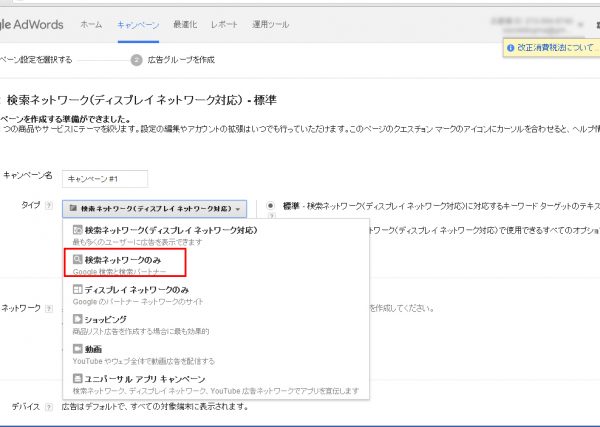 gle AdWords ホーム キャンペーン 最適化 レポート 運用ツール
改正消費税法について...
ペーン設定を選択する 2 広告グループを作成
: 検索ネットワーク(ディスプレイ ネットワーク対応) - 標準
ペーンを作成する準備ができました。
1 つの商品やサービスにテーマを絞ります。設定の編集やアカウントの拡張はいつでも行っていただけます。このページのクエスチョン マークのアイコンにカーソルを合わせると、ヘルプ情
キャンペーン名 キャンペーン #1
タイプ ? 検索ネットワーク(ディスプレイ ネットワーク対応) 標準 - 検索ネットワーク(ディスプレイ ネットワーク対応)に対応するキーワード ターゲットのテキス
?
検索ネットワーク(ディスプレイ ネットワーク対応) ワーク(ディスプレイ ネットワーク対応)で使用できるすべてのオプショ
最も多くのユーザーに広告を表示できます
検索ネットワークのみ
Google 検索と検索パートナー
ディスプレイ ネットワークのみ
Google のパートナー ネットワークのサイト
ネットワーク ? を作成してください。
ショッピング
商品リスト広告を作成する場合に最も効果的
動画
YouTube やウェブ全体で動画広告を配信する
ユニバーサル アプリ キャンペーン
検索ネットワーク、ディスプレイ ネットワーク、YouTube 広告ネットワークでアプリを宣伝します
デバイス ? 広告はデフォルトで、すべての対象端末に表示されます。